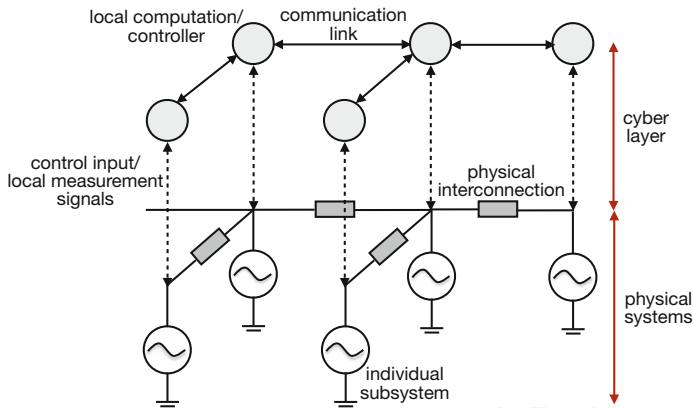 local computation/
controller
communication
link
cyber
layer
control input/
local measurement
signals
physical
interconnection
physical
systems
individual
subsystem